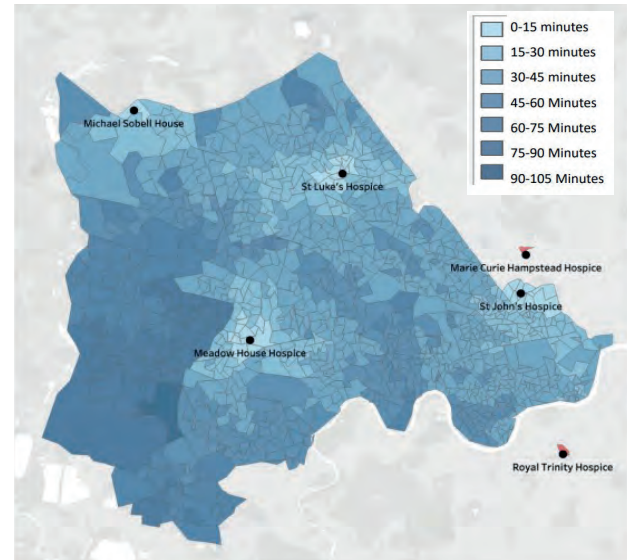 0-15 minutes
15-30 minutes
30-45 minutes
45-60 Minutes
60-75 Minutes
75-90 Minutes
90-105 Minutes
Michael Sobell House
St Luke's Hospice
Marie Curie Hampstead Hospice
St John's Hospice
Meadow House Hospice
Royal Trinity Hospice